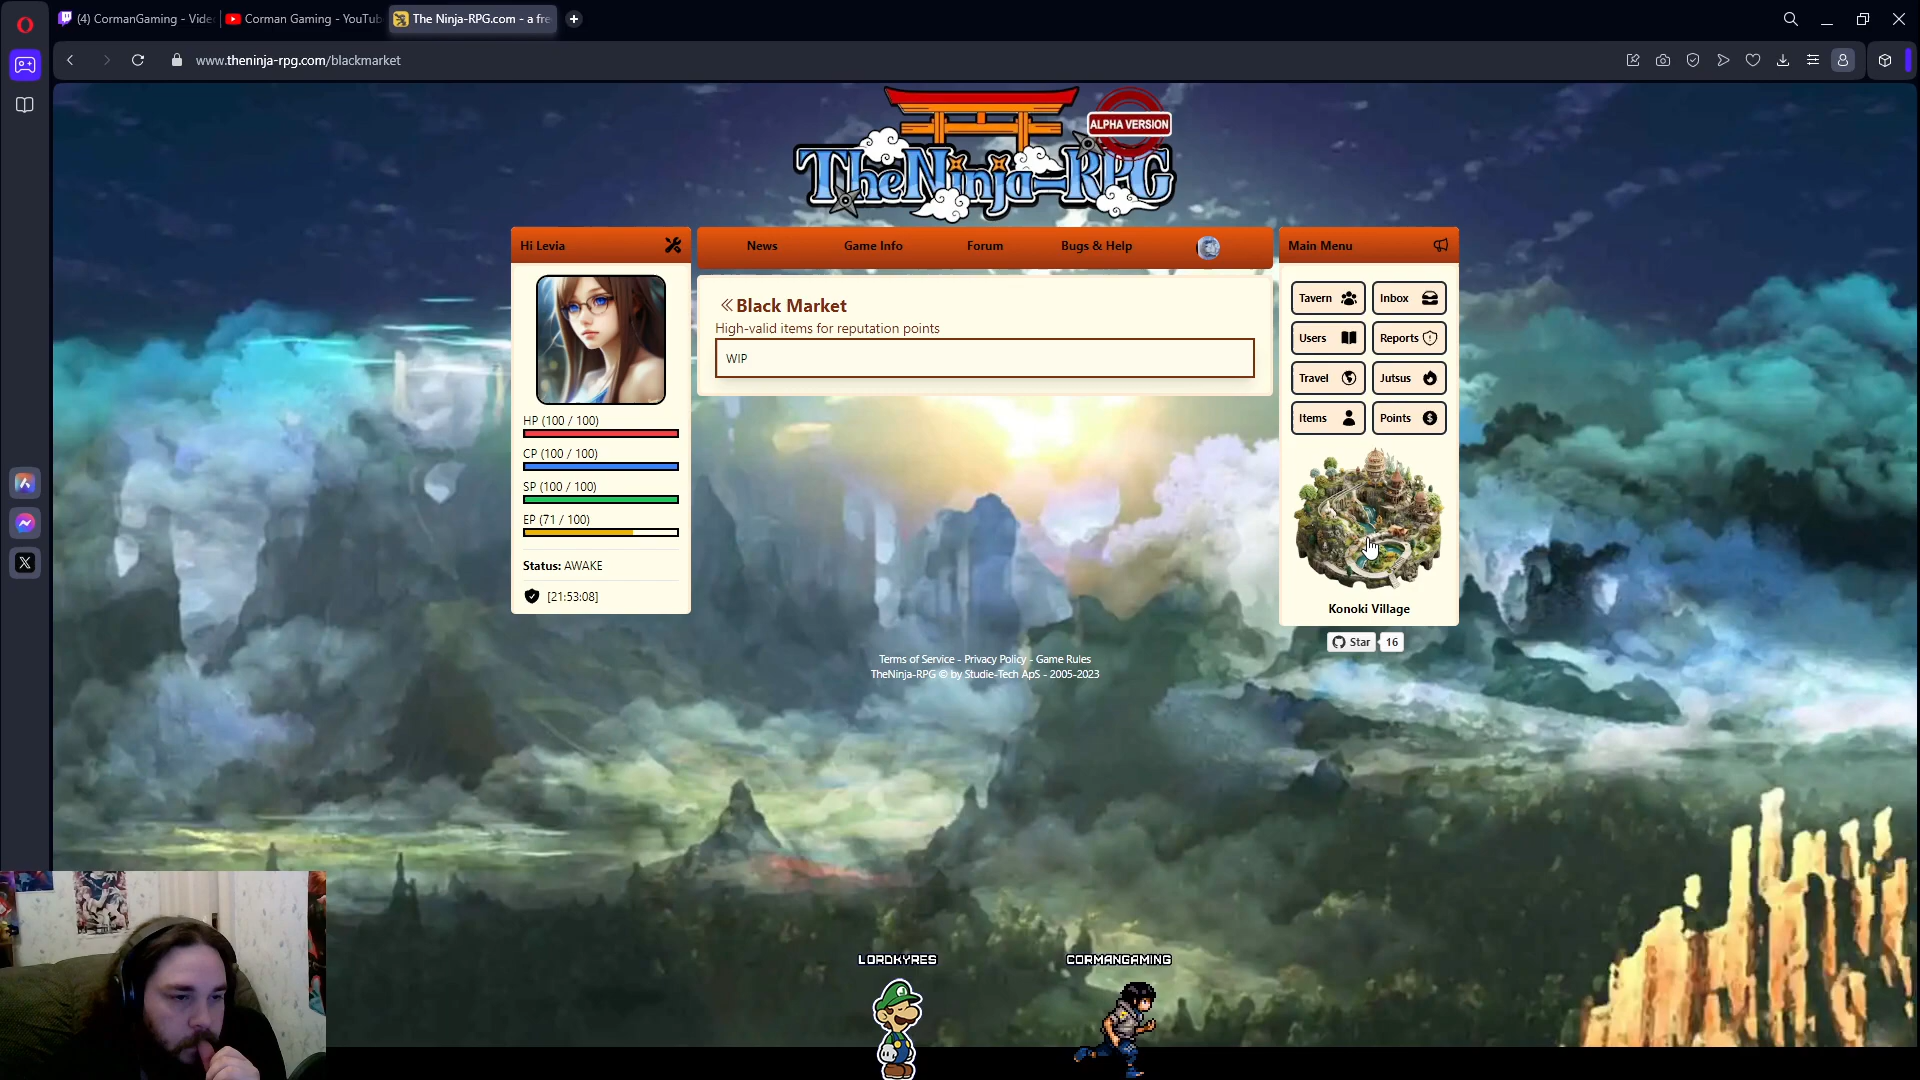 (4) CormanGaming - Vide
Corman Gaming - YouTub
The Ninja-RPG.com - a fre
www.theninja-rpg.com/blackmarket
ALPHA VERSION
TheNinja-RPG
Hi Levia
News
Game Info
Forum
Bugs & Help
Main Menu
Black Market
High-valid items for reputation points
WIP
HP (100 / 100)
CP (100 / 100)
SP (100 / 100)
EP (71 / 100)
Status: AWAKE
[21:53:08]
Tavern
Inbox
Users
Reports
Travel
Jutsus
Items
Points
Konoki Village
Star
16
Terms of Service - Privacy Policy - Game Rules
TheNinja-RPG © by Studie-Tech ApS - 2005-2023
LORDKYRES
CORMANGAMING